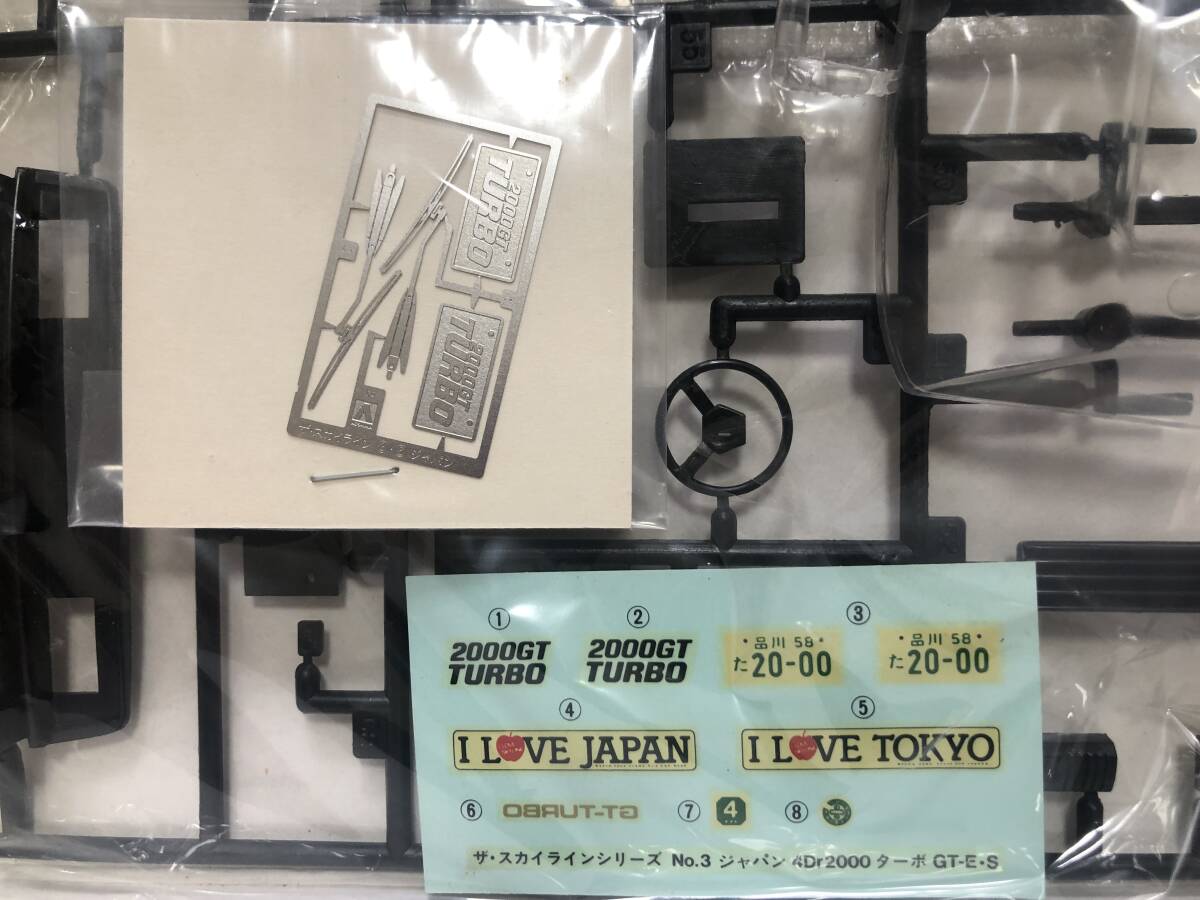 2000GT
TURBO
2000GT
TURBO
ザ・スカイライン No.3 ジャパン
55
①
②
③
2000GT
TURBO
2000GT
TURBO
・品川 58・
た 20-00
・品川 58・
た 20-00
④
⑤
I LOVE JAPAN
I LOVE TOKYO
⑥
GT-TURBO
⑦
4
⑧
ザ・スカイラインシリーズ No.3 ジャパン 4Dr2000 ターボ GT-E・S